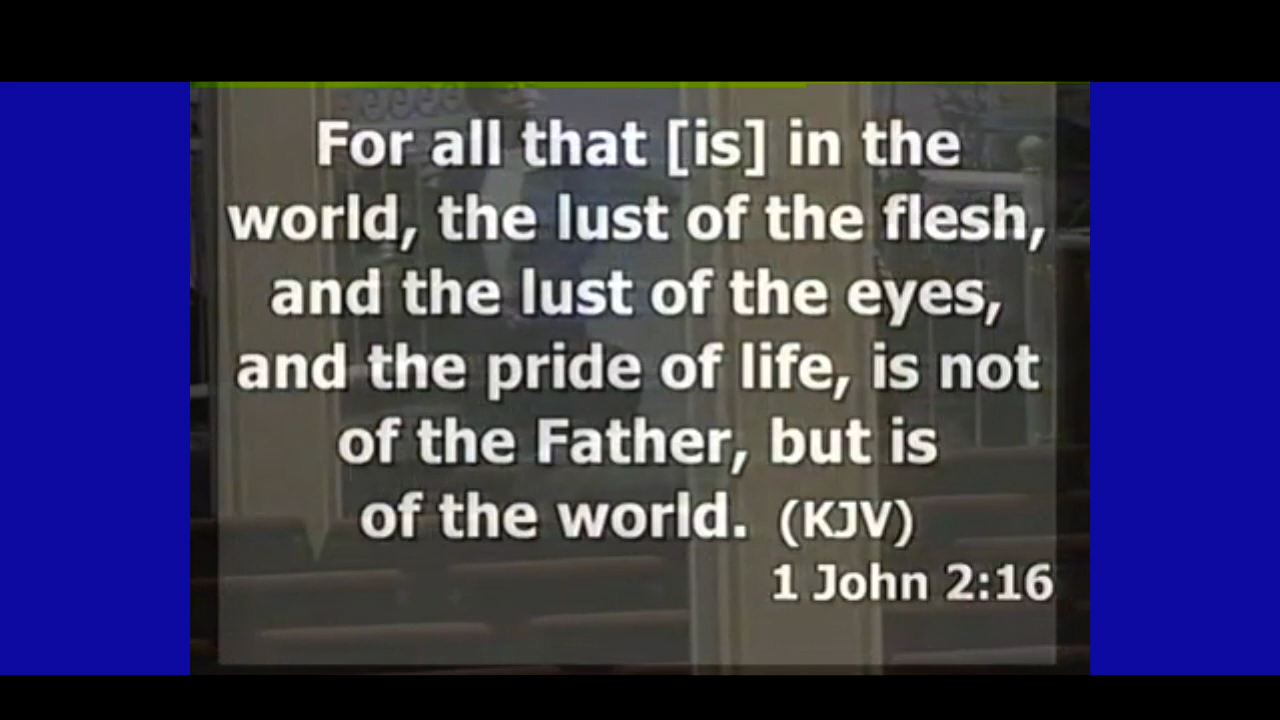 For all that [is] in the
world, the lust of the flesh,
and the lust of the eyes,
and the pride of life, is not
of the Father, but is
of the world. (KJV)
1 John 2:16